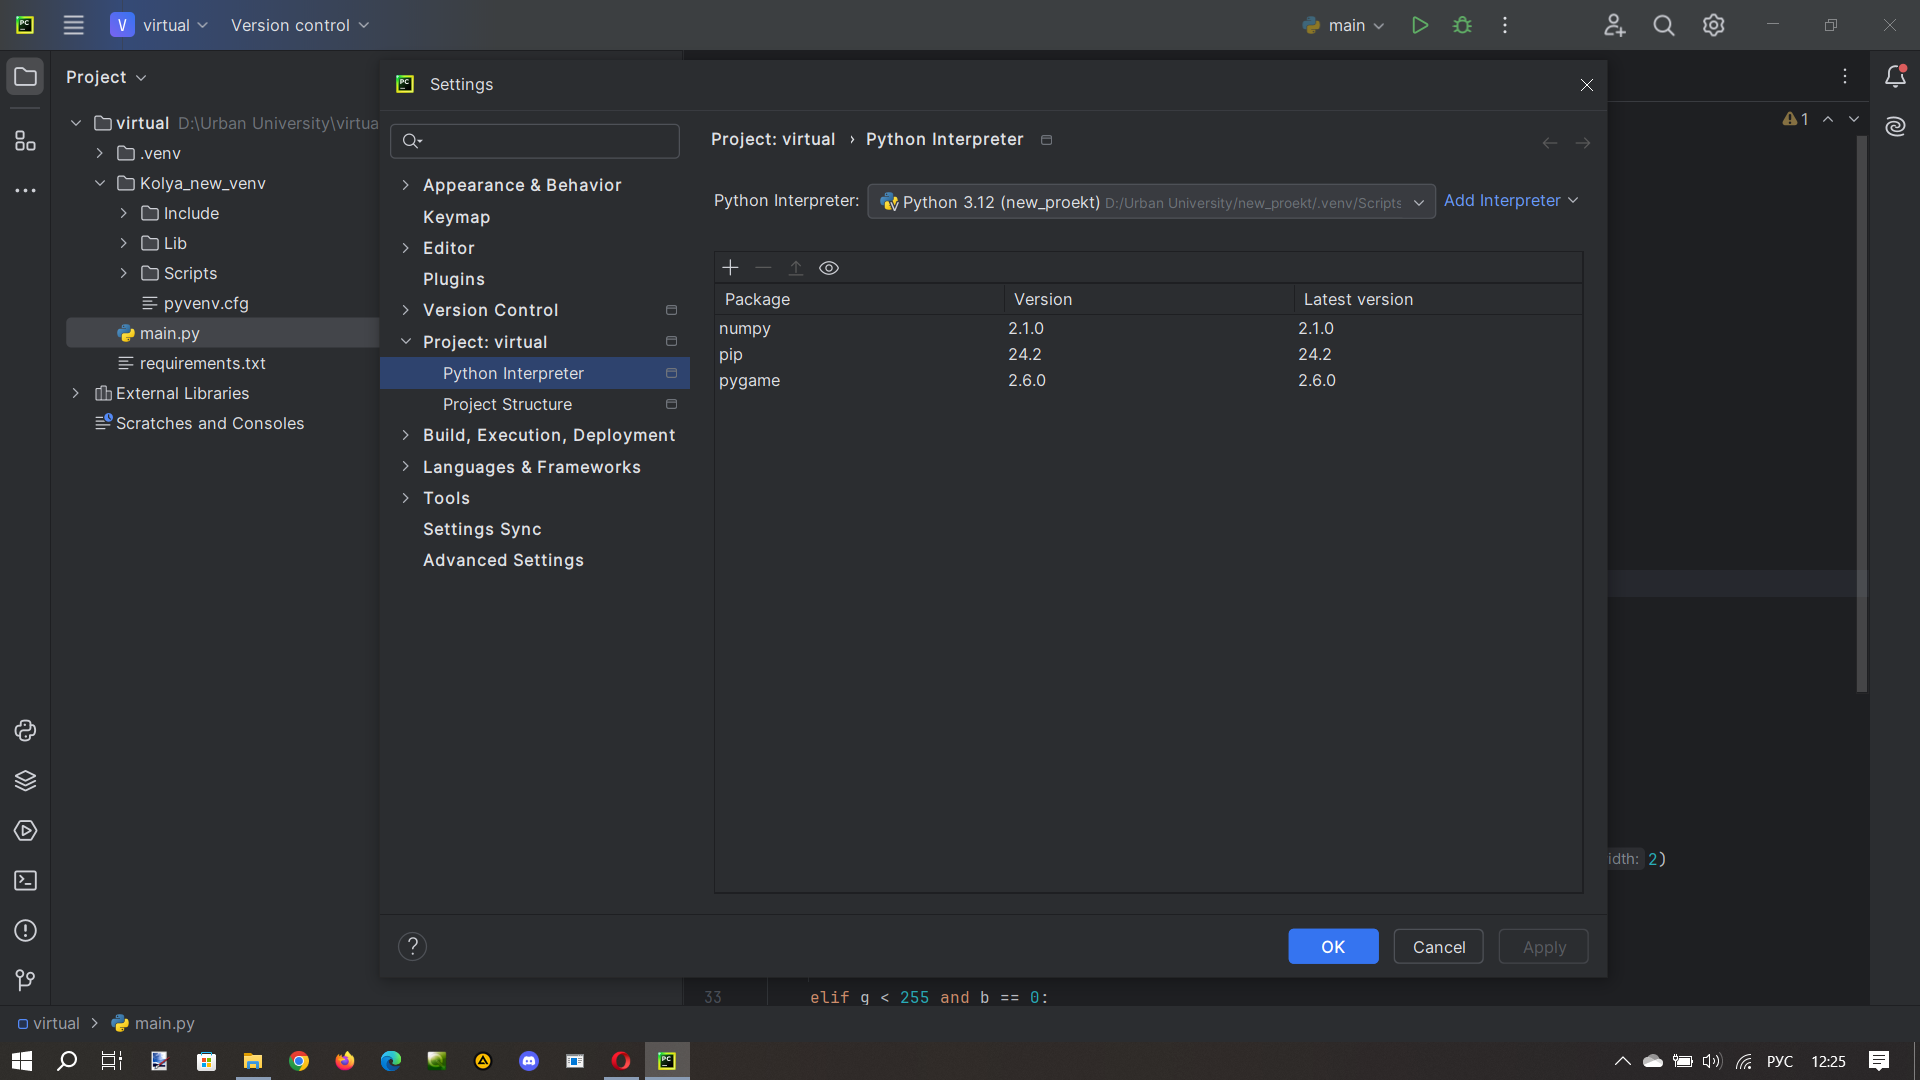 PC
V virtual
Version control
main
Project
virtual D:\Urban University\virtua
.venv
Kolya_new_venv
Include
Lib
Scripts
pyvenv.cfg
main.py
requirements.txt
External Libraries
Scratches and Consoles
PC Settings
Appearance & Behavior
Keymap
Editor
Plugins
Version Control
Project: virtual
Python Interpreter
Project Structure
Build, Execution, Deployment
Languages & Frameworks
Tools
Settings Sync
Advanced Settings
Project: virtual › Python Interpreter
Python Interpreter: Python 3.12 (new_proekt) D:/Urban University/new_proekt/.venv/Scripts Add Interpreter
Package Version Latest version
numpy 2.1.0 2.1.0
pip 24.2 24.2
pygame 2.6.0 2.6.0
? OK Cancel Apply
1
idth: 2)
33 elif g < 255 and b == 0:
virtual > main.py
PC
РУС 12:25